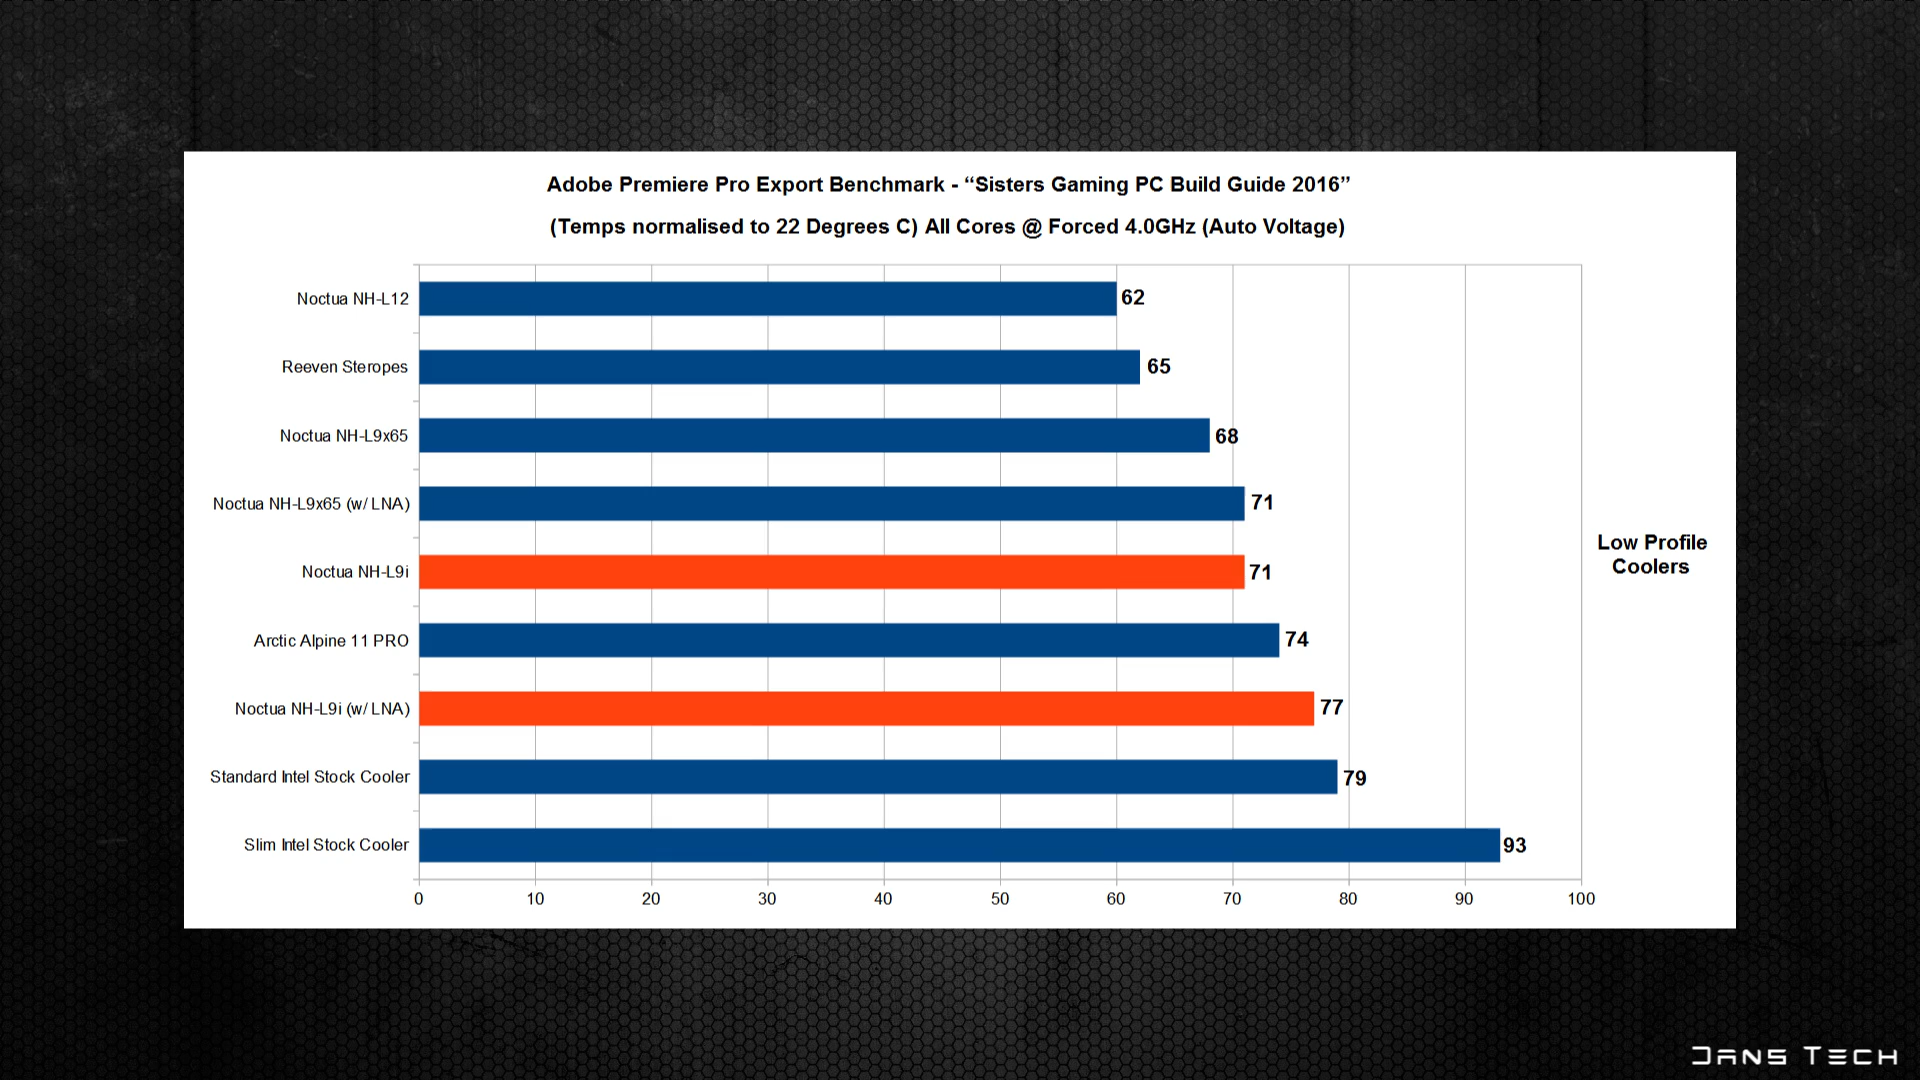 Adobe Premiere Pro Export Benchmark - “Sisters Gaming PC Build Guide 2016”
(Temps normalised to 22 Degrees C) All Cores @ Forced 4.0GHz (Auto Voltage)
Noctua NH-L12 62
Reeven Steropes 65
Noctua NH-L9x65 68
Noctua NH-L9x65 (w/ LNA) 71
Noctua NH-L9i 71
Arctic Alpine 11 PRO 74
Noctua NH-L9i (w/ LNA) 77
Standard Intel Stock Cooler 79
Slim Intel Stock Cooler 93
0 10 20 30 40 50 60 70 80 90 100
Low Profile
Coolers
DANS TECH